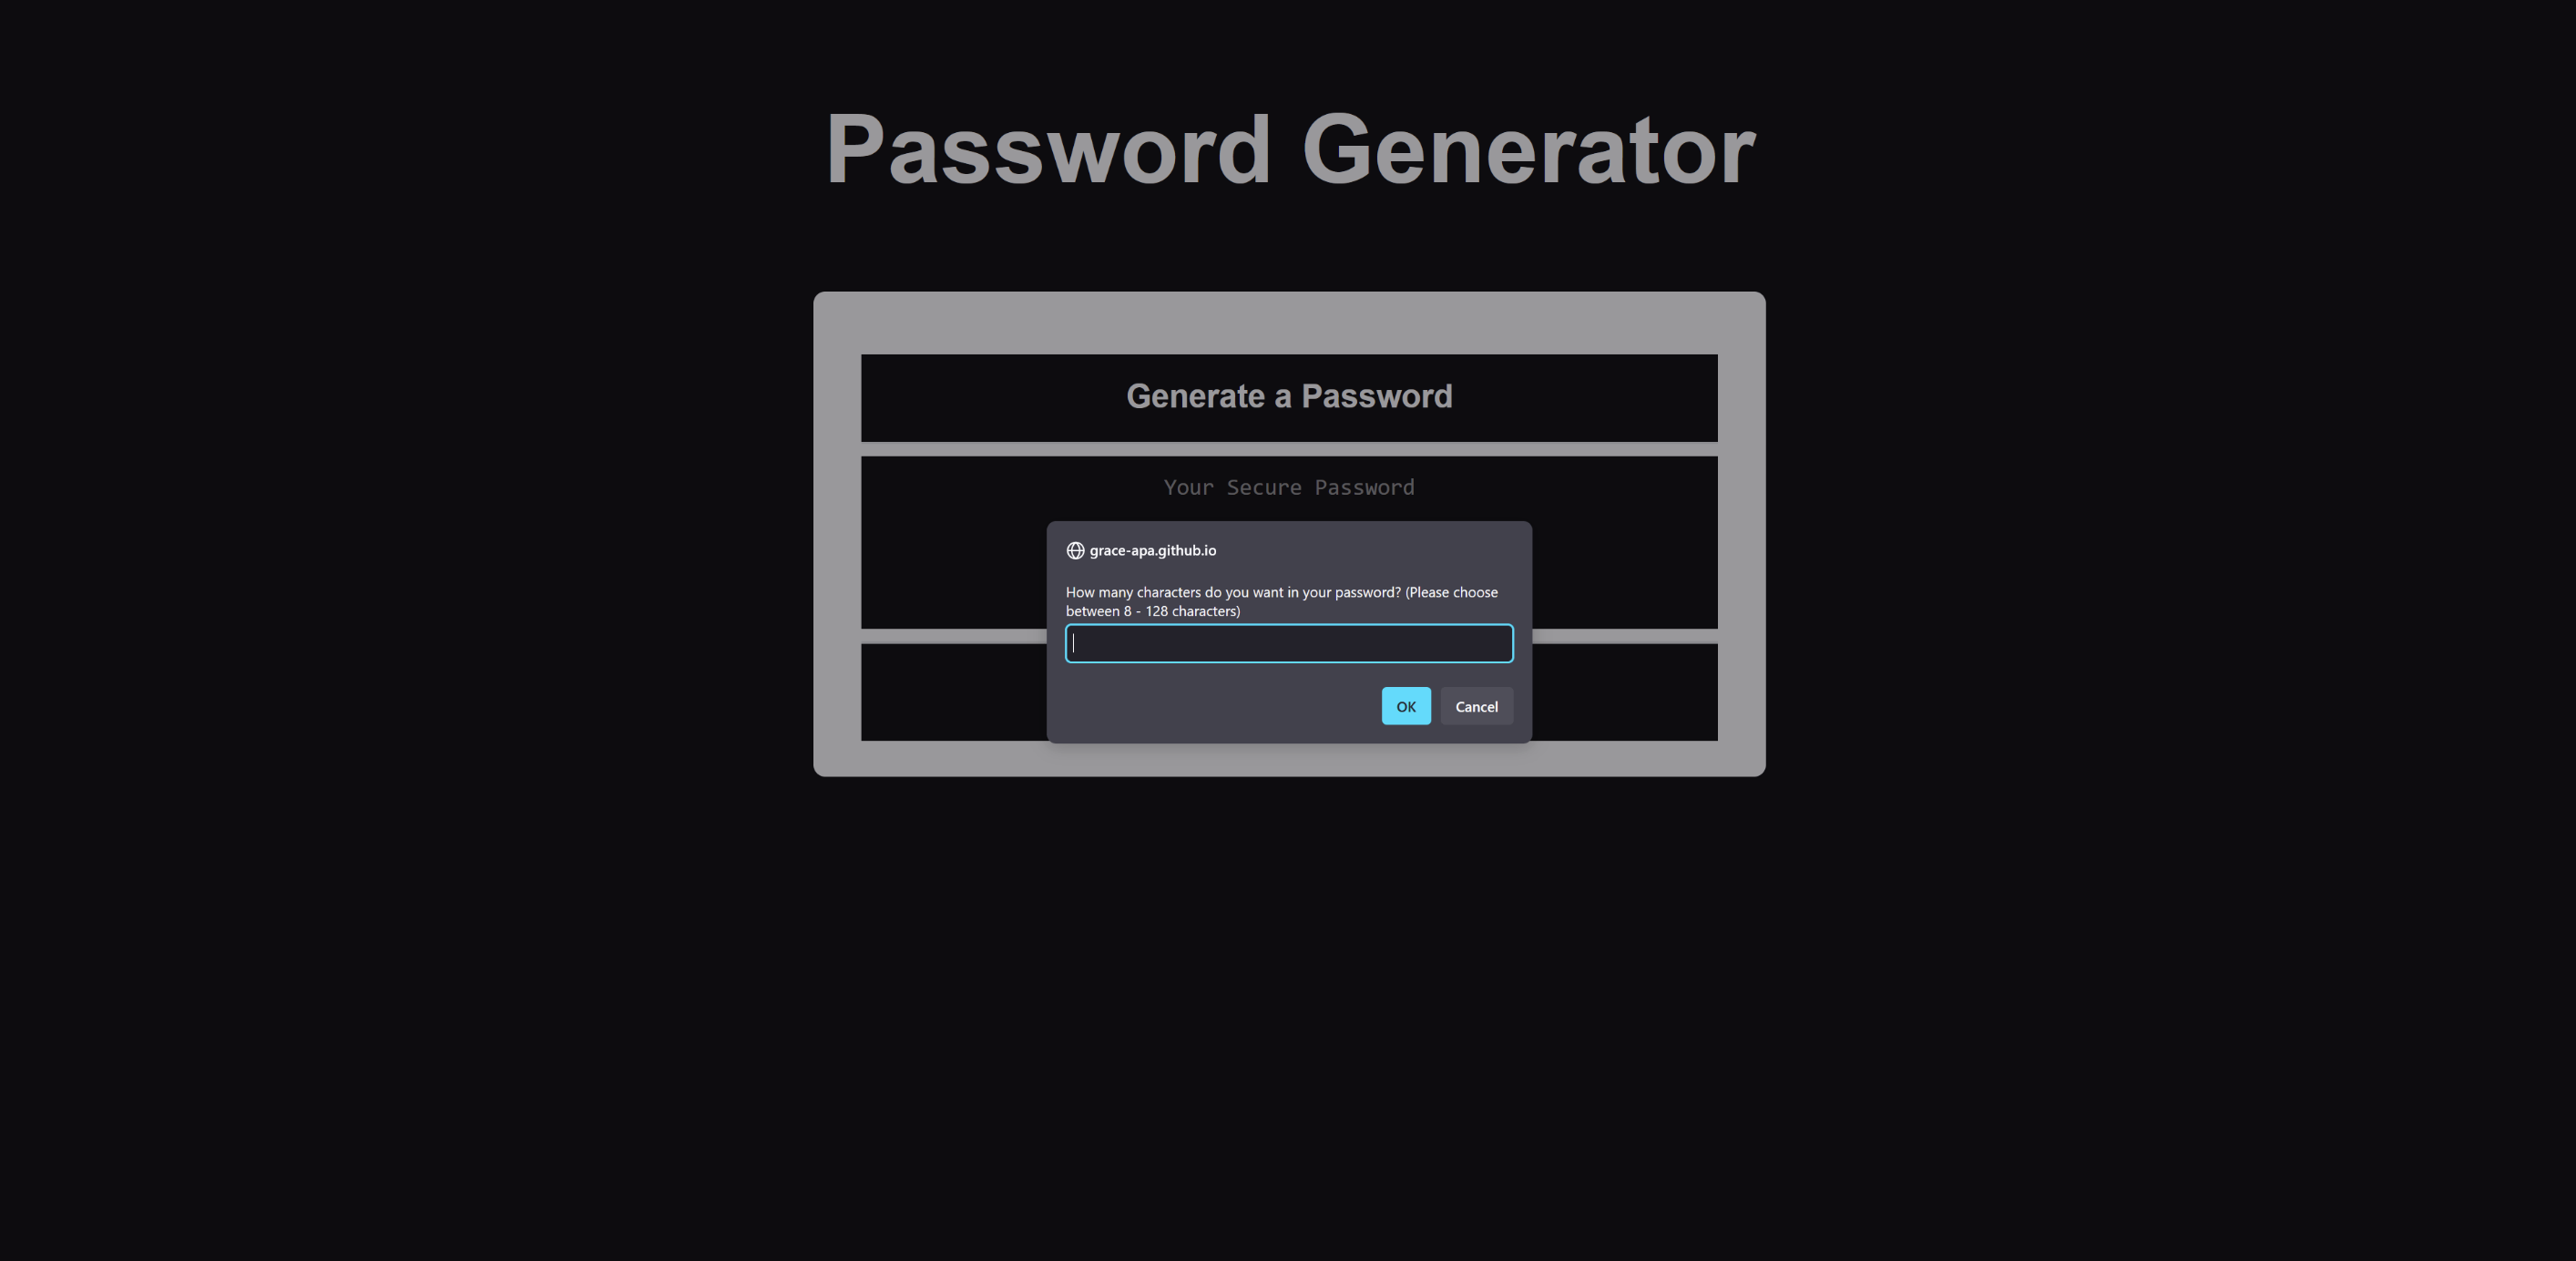 Password Generator
Generate a Password
Your Secure Password
grace-apa.github.io
How many characters do you want in your password? (Please choose
between 8 - 128 characters)
OK
Cancel